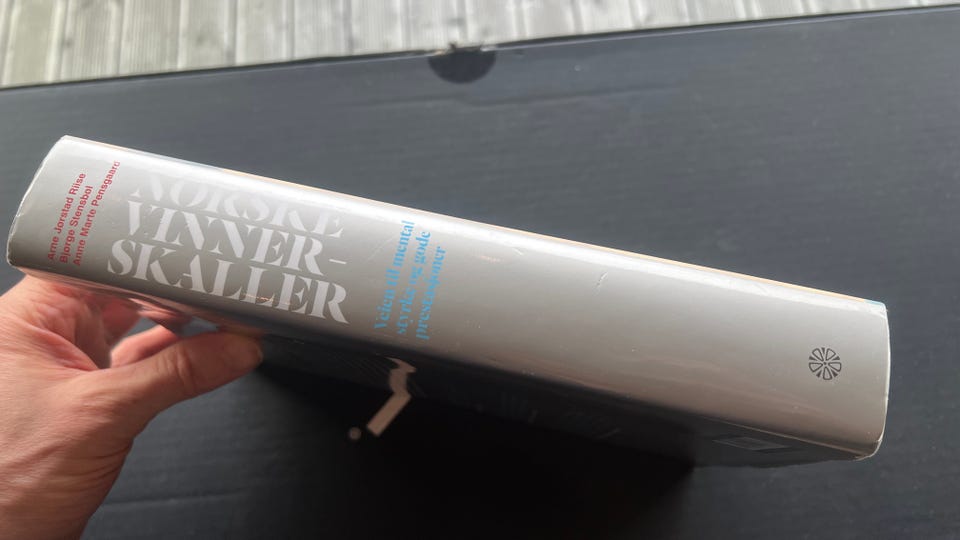 Arne Jorstad Riise
Bjørge Stensbøl
Anne Marte Pensgaard
NORSKE
VINNER-
SKALLER
Veien til mental
styrke og gode
prestasjoner